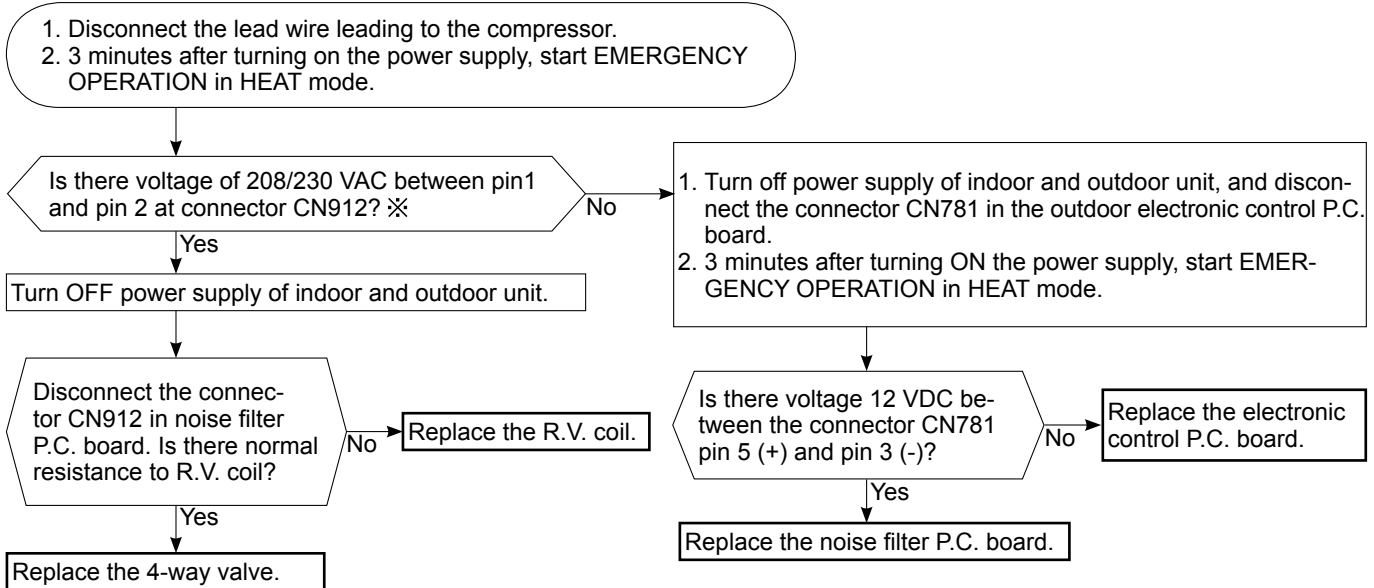 1. Disconnect the lead wire leading to the compressor.
2. 3 minutes after turning on the power supply, start EMERGENCY
OPERATION in HEAT mode.
Is there voltage of 208/230 VAC between pin1
and pin 2 at connector CN912? ※
No
Yes
Turn OFF power supply of indoor and outdoor unit.
Disconnect the connec-
tor CN912 in noise filter
P.C. board. Is there normal
resistance to R.V. coil?
No
Replace the R.V. coil.
Yes
Replace the 4-way valve.
1. Turn off power supply of indoor and outdoor unit, and discon-
nect the connector CN781 in the outdoor electronic control P.C.
board.
2. 3 minutes after turning ON the power supply, start EMER-
GENCY OPERATION in HEAT mode.
Is there voltage 12 VDC be-
tween the connector CN781
pin 5 (+) and pin 3 (-)?
No
Replace the electronic
control P.C. board.
Yes
Replace the noise filter P.C. board.